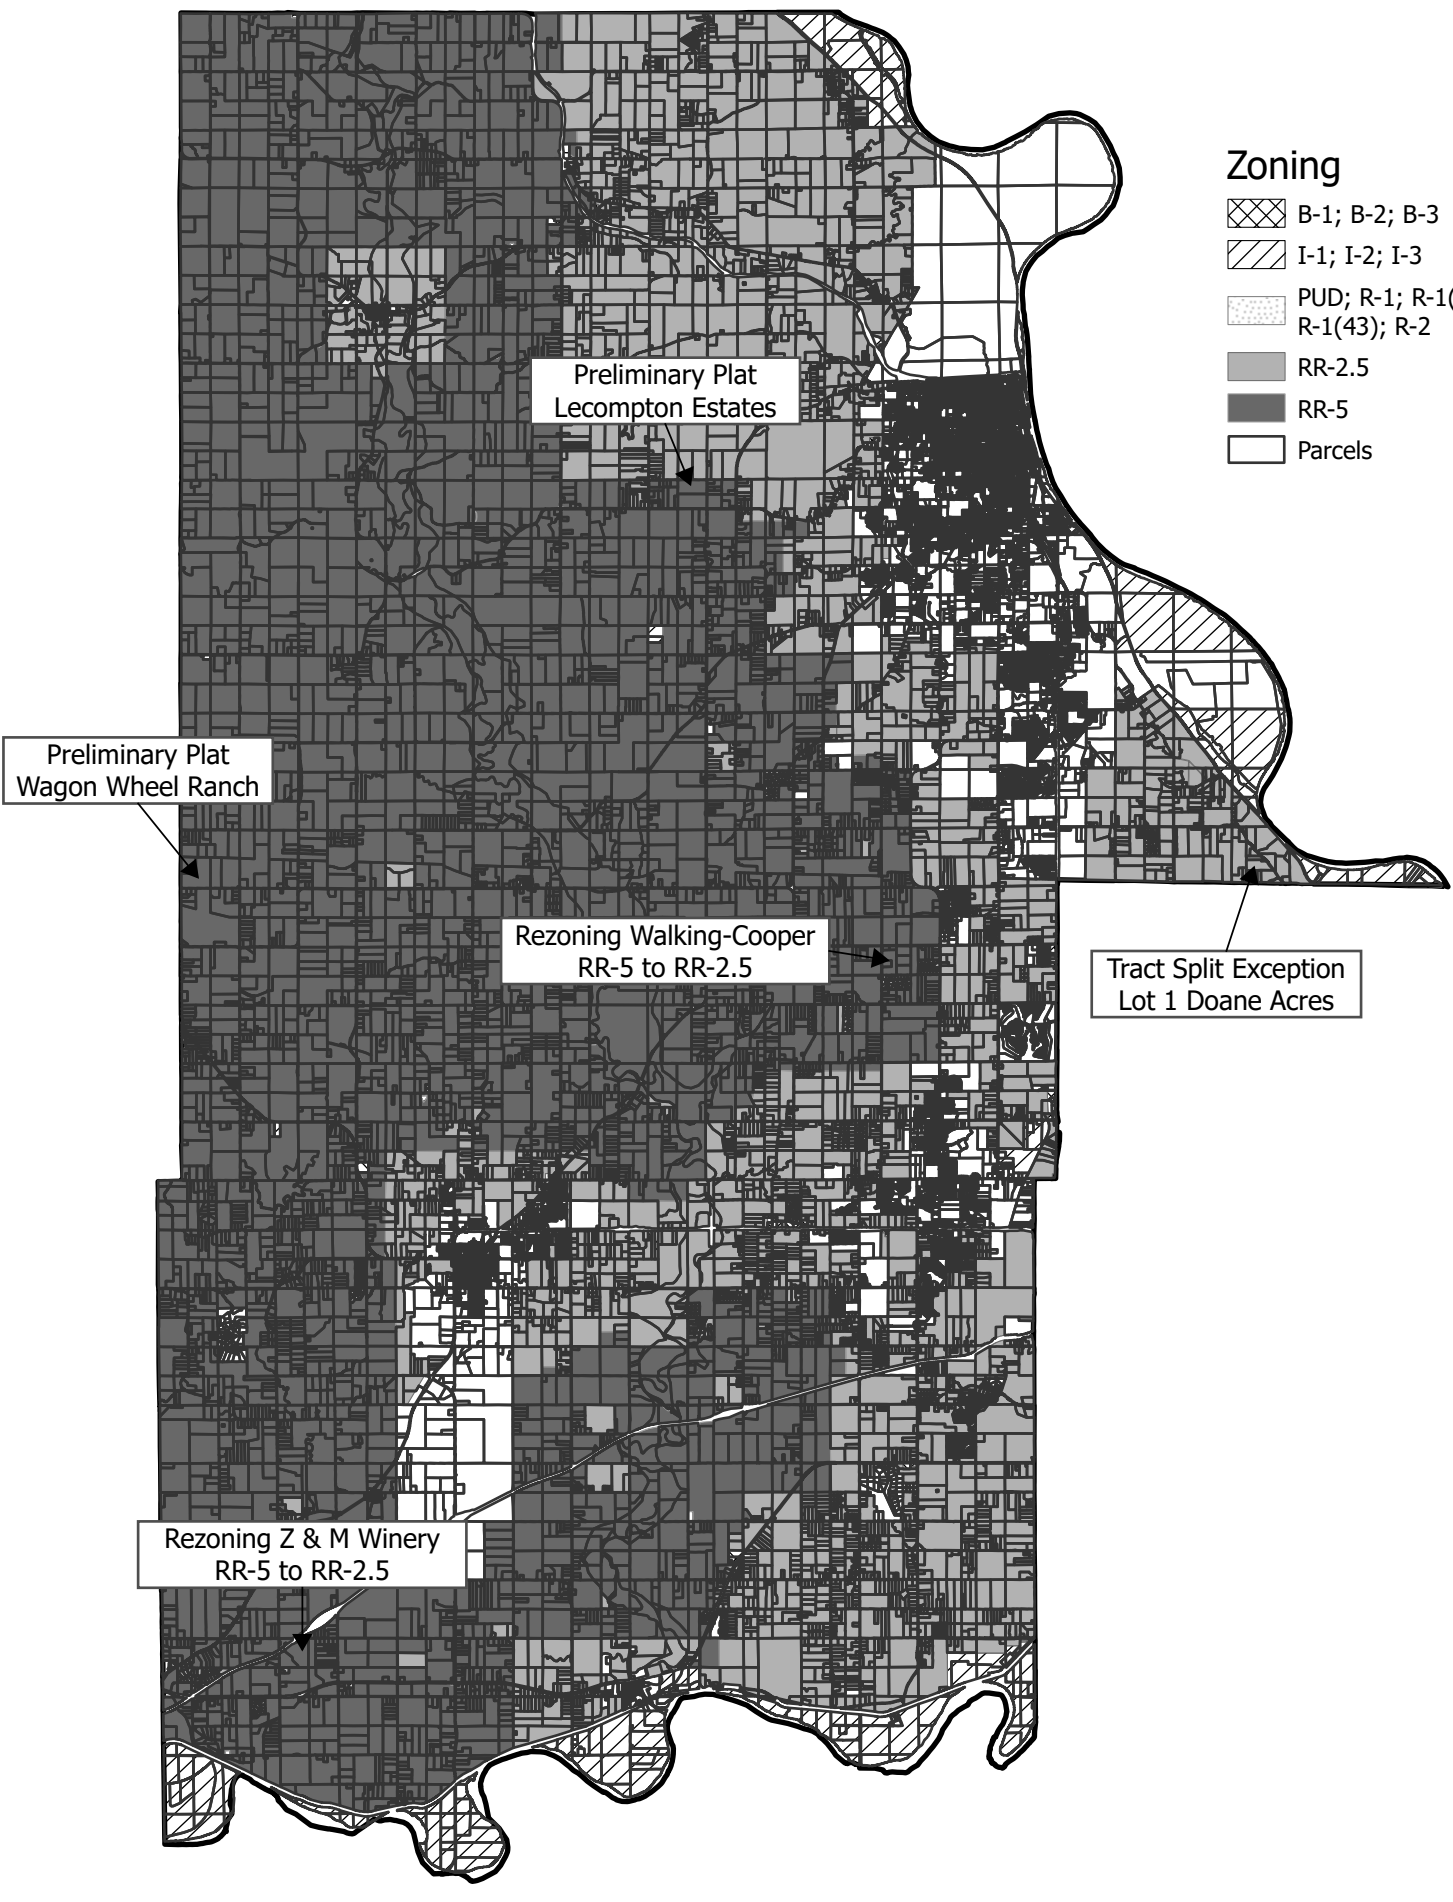 Zoning
B-1; B-2; B-3
I-1; I-2; I-3
PUD; R-1; R-1(
R-1(43); R-2
RR-2.5
RR-5
Parcels
Preliminary Plat
Lecompton Estates
Preliminary Plat
Wagon Wheel Ranch
Rezoning Walking-Cooper
RR-5 to RR-2.5
Tract Split Exception
Lot 1 Doane Acres
Rezoning Z & M Winery
RR-5 to RR-2.5